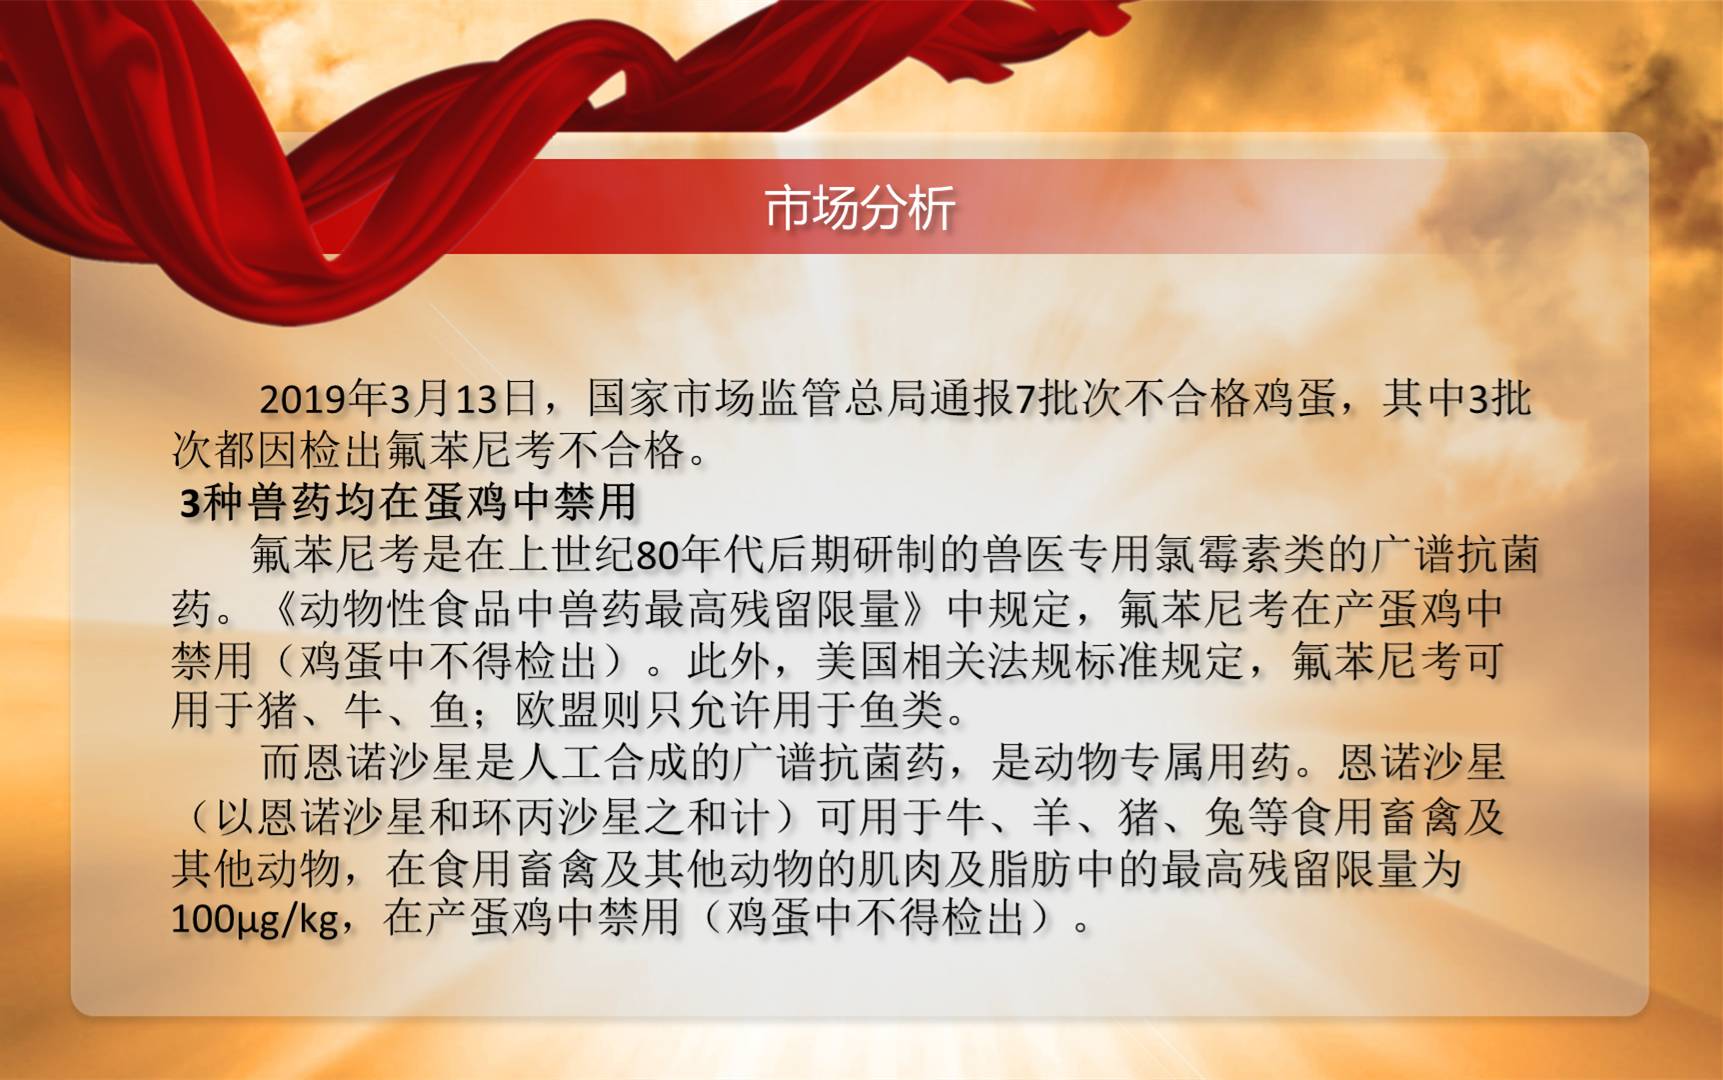 市场分析
2019年3月13日，国家市场监管总局通报7批次不合格鸡蛋，其中3批
次都因检出氟苯尼考不合格。
3种兽药均在蛋鸡中禁用
氟苯尼考是在上世纪80年代后期研制的兽医专用氯霉素类的广谱抗菌
药。《动物性食品中兽药最高残留限量》中规定，氟苯尼考在产蛋鸡中
禁用（鸡蛋中不得检出）。此外，美国相关法规标准规定，氟苯尼考可
用于猪、牛、鱼；欧盟则只允许用于鱼类。
而恩诺沙星是人工合成的广谱抗菌药，是动物专属用药。恩诺沙星
（以恩诺沙星和环丙沙星之和计）可用于牛、羊、猪、兔等食用畜禽及
其他动物，在食用畜禽及其他动物的肌肉及脂肪中的最高残留限量为
100μg/kg，在产蛋鸡中禁用（鸡蛋中不得检出）。